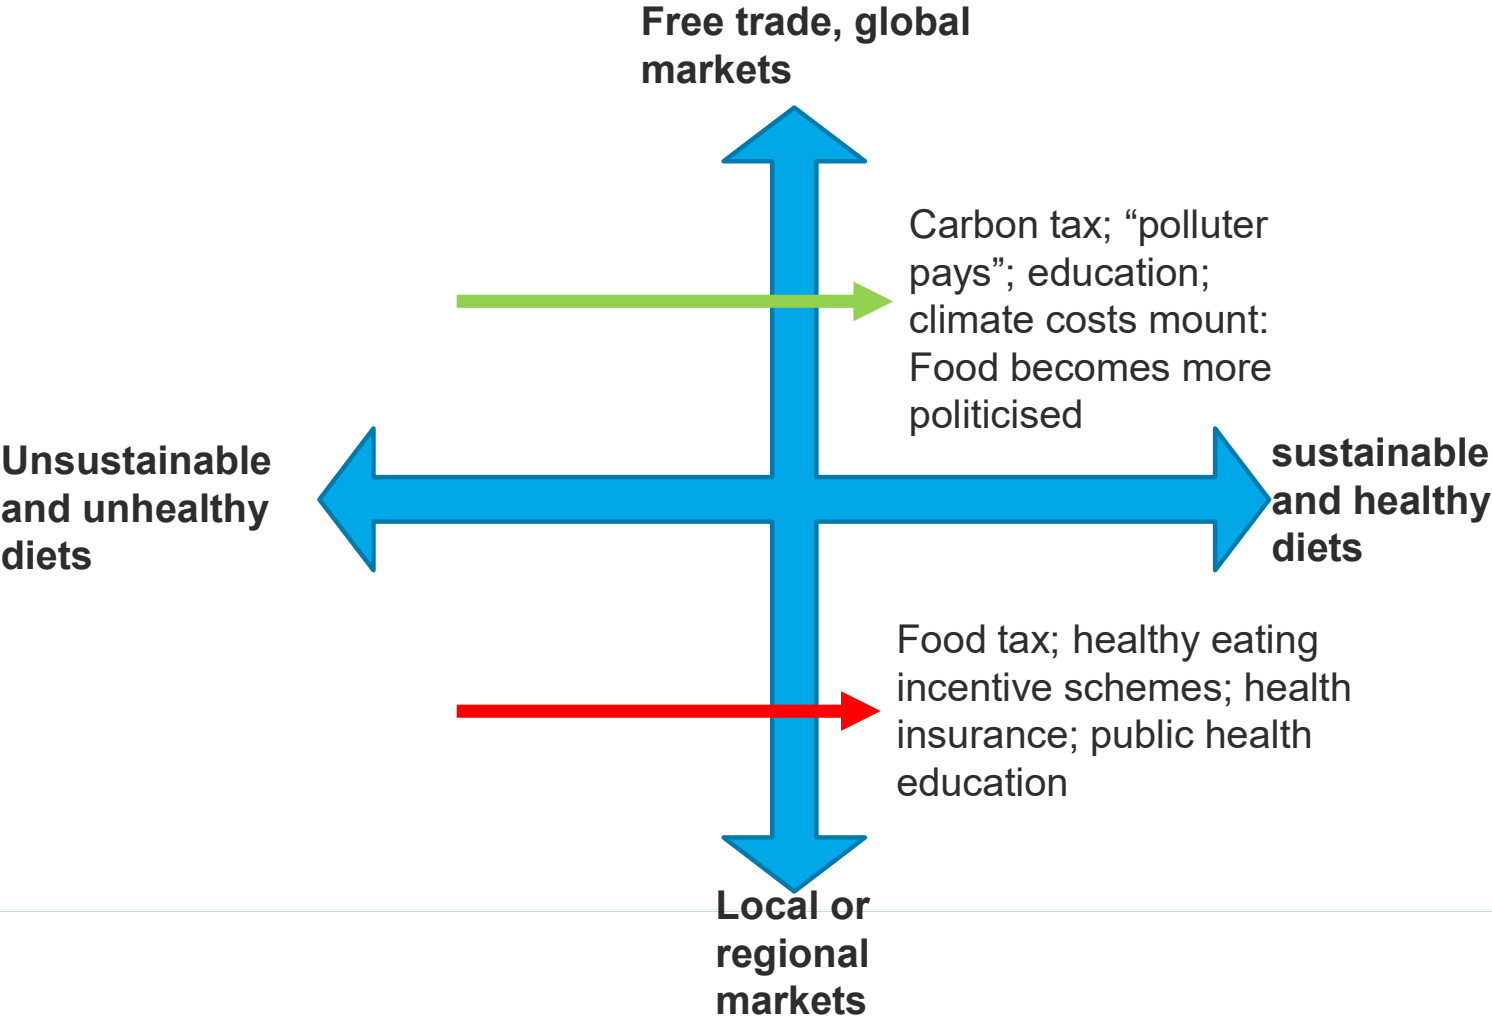 Free trade, global
markets
Carbon tax; “polluter
pays”; education;
climate costs mount:
Food becomes more
politicised
Unsustainable
and unhealthy
diets
sustainable
and healthy
diets
Food tax; healthy eating
incentive schemes; health
insurance; public health
education
Local or
regional
markets